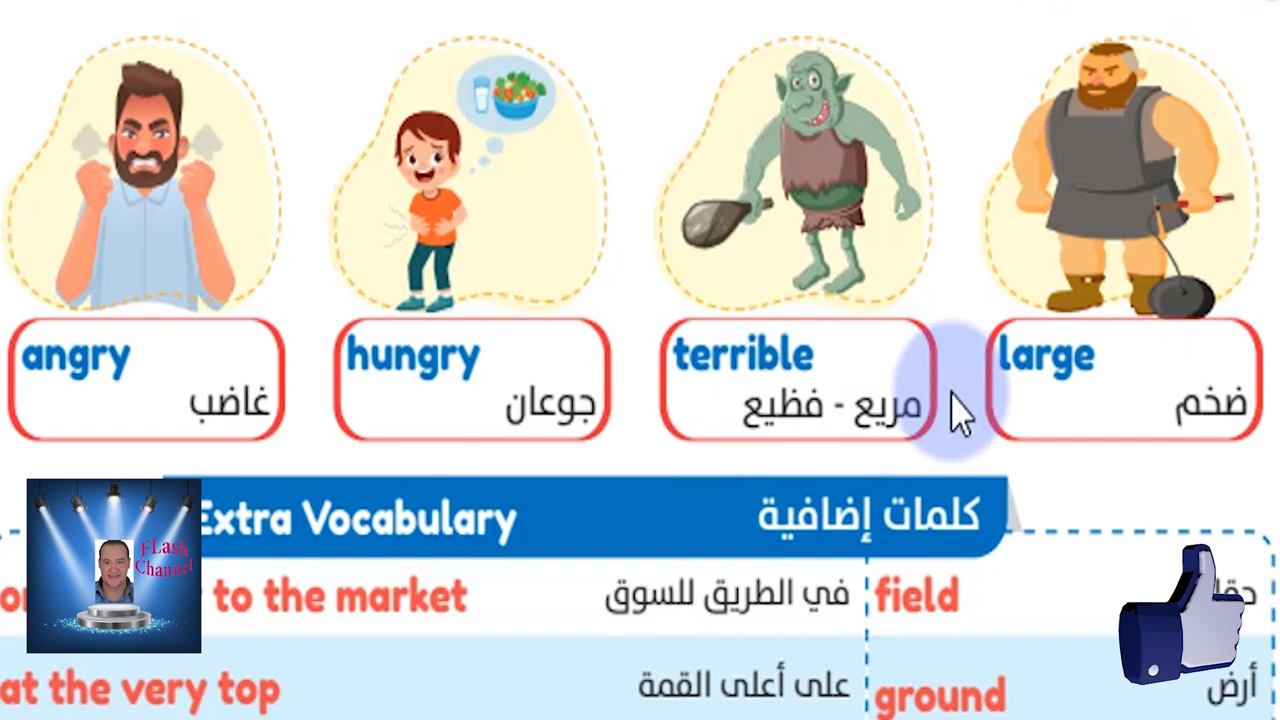 angry
غاضب
hungry
جوعان
terrible
مريع - فظيع
large
ضخم
Extra Vocabulary
كلمات إضافية
to the market
في الطريق للسوق
field
at the very top
على أعلى القمة
ground
أرض
FLash
Channel